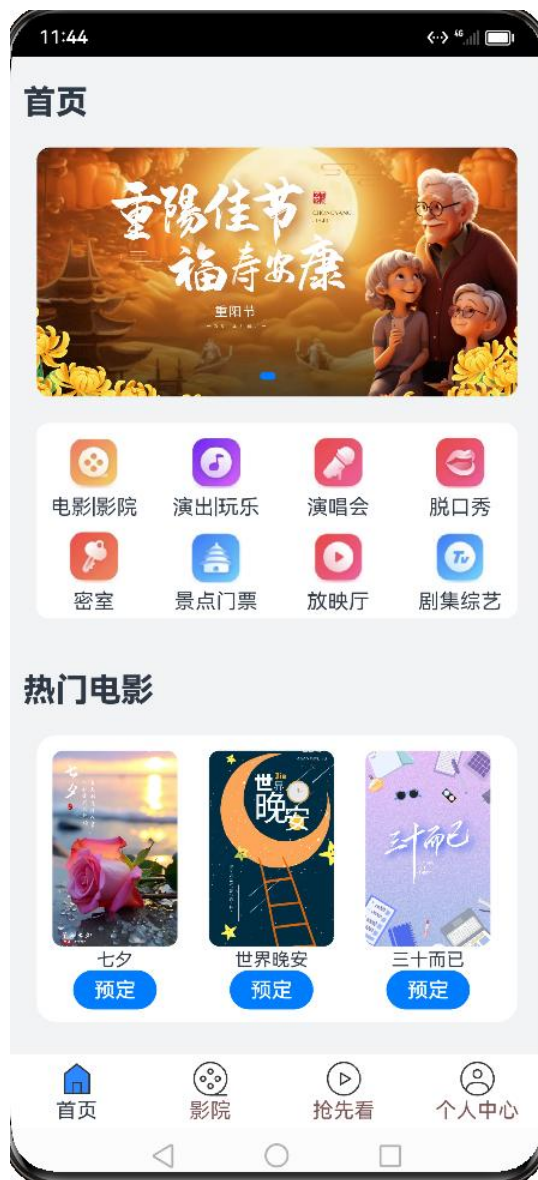 11:44
4G
首页
重陽佳节
福寿安康
重阳节
电影|影院
演出|玩乐
演唱会
脱口秀
密室
景点门票
放映厅
Tv
剧集综艺
热门电影
七夕
世界
晚安
三十而已
七夕
世界晚安
三十而已
预定
预定
预定
首页
影院
抢先看
个人中心